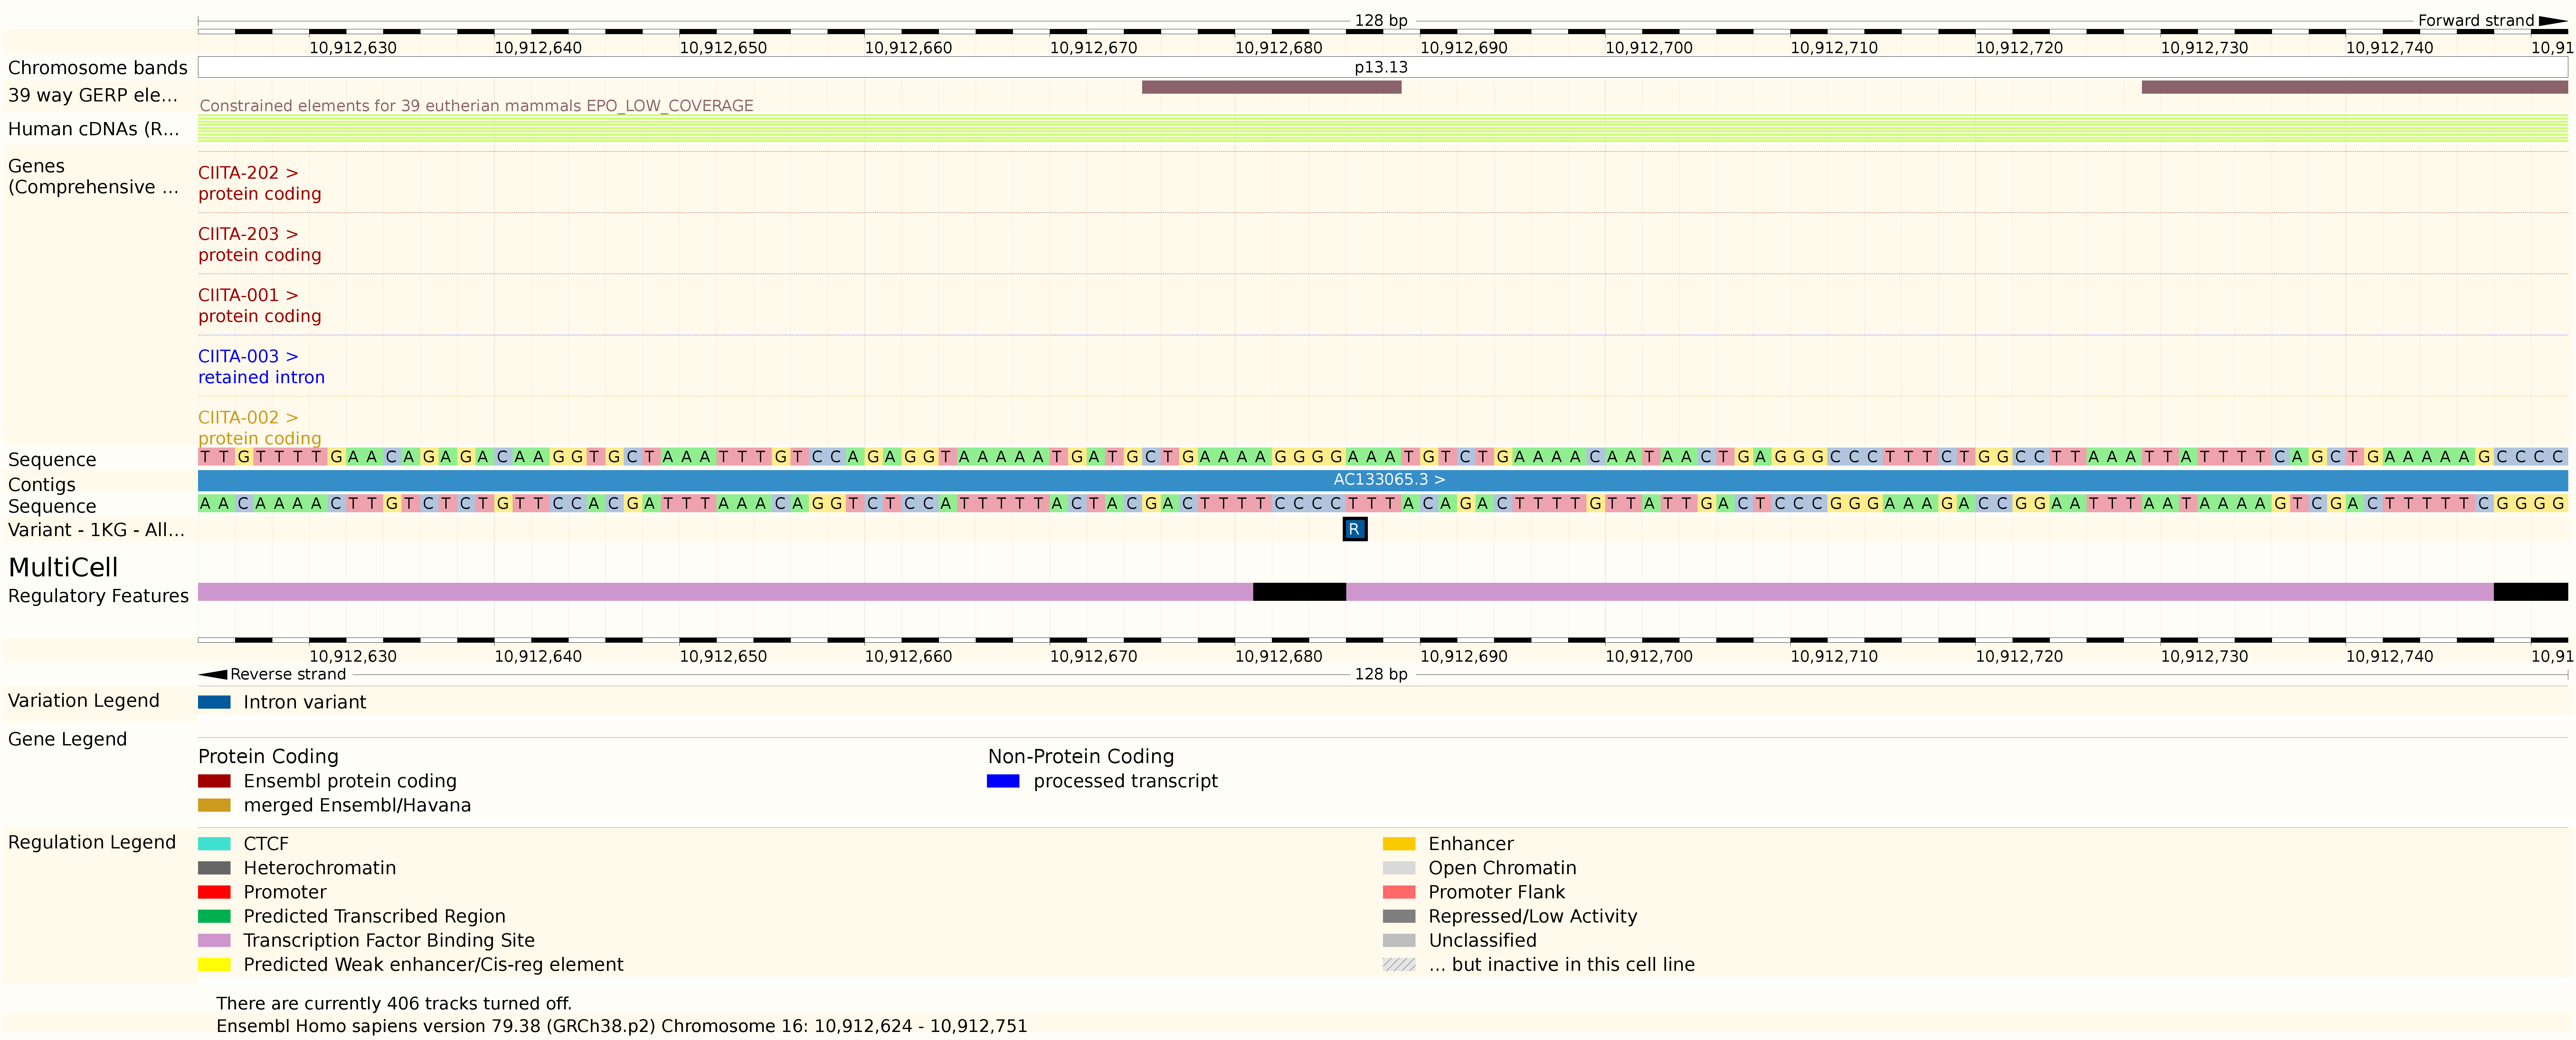 128 bp
Forward strand
10,912,630 10,912,640 10,912,650 10,912,660 10,912,670 10,912,680 10,912,690 10,912,700 10,912,710 10,912,720 10,912,730 10,912,740 10,91
Chromosome bands p13.13
39 way GERP ele...
Constrained elements for 39 eutherian mammals EPO_LOW_COVERAGE
Human cDNAs (R...
Genes
(Comprehensive ...
CIITA-202 >
protein coding
CIITA-203 >
protein coding
CIITA-001 >
protein coding
CIITA-003 >
retained intron
CIITA-002 >
protein coding
Sequence T T G T T T T G A A C A G A G A C A A G G T G C T A A A T T T G T C C A G A G G T A A A A A T G A T G C T G A A A A G G G G A A A T G T C T G A A A A C A A T A A C T G A G G G C C C T T T C T G G C C T T A A A T T A T T T T C A G C T G A A A A A G C C C C
Contigs AC133065.3 >
Sequence A A C A A A A C T T G T C T C T G T T C C A C G A T T T A A A C A G G T C T C C A T T T T T A C T A C G A C T T T T C C C C T T T A C A G A C T T T T G T T A T T G A C T C C C G G G A A A G A C C G G A A T T T A A T A A A A G T C G A C T T T T T C G G G G
Variant - 1KG - All... R
MultiCell
Regulatory Features
10,912,630 10,912,640 10,912,650 10,912,660 10,912,670 10,912,680 10,912,690 10,912,700 10,912,710 10,912,720 10,912,730 10,912,740 10,91
Reverse strand 128 bp
Variation Legend Intron variant
Gene Legend
Protein Coding Non-Protein Coding
Ensembl protein coding processed transcript
merged Ensembl/Havana
Regulation Legend
CTCF Enhancer
Heterochromatin Open Chromatin
Promoter Promoter Flank
Predicted Transcribed Region Repressed/Low Activity
Transcription Factor Binding Site Unclassified
Predicted Weak enhancer/Cis-reg element ... but inactive in this cell line
There are currently 406 tracks turned off.
Ensembl Homo sapiens version 79.38 (GRCh38.p2) Chromosome 16: 10,912,624 - 10,912,751